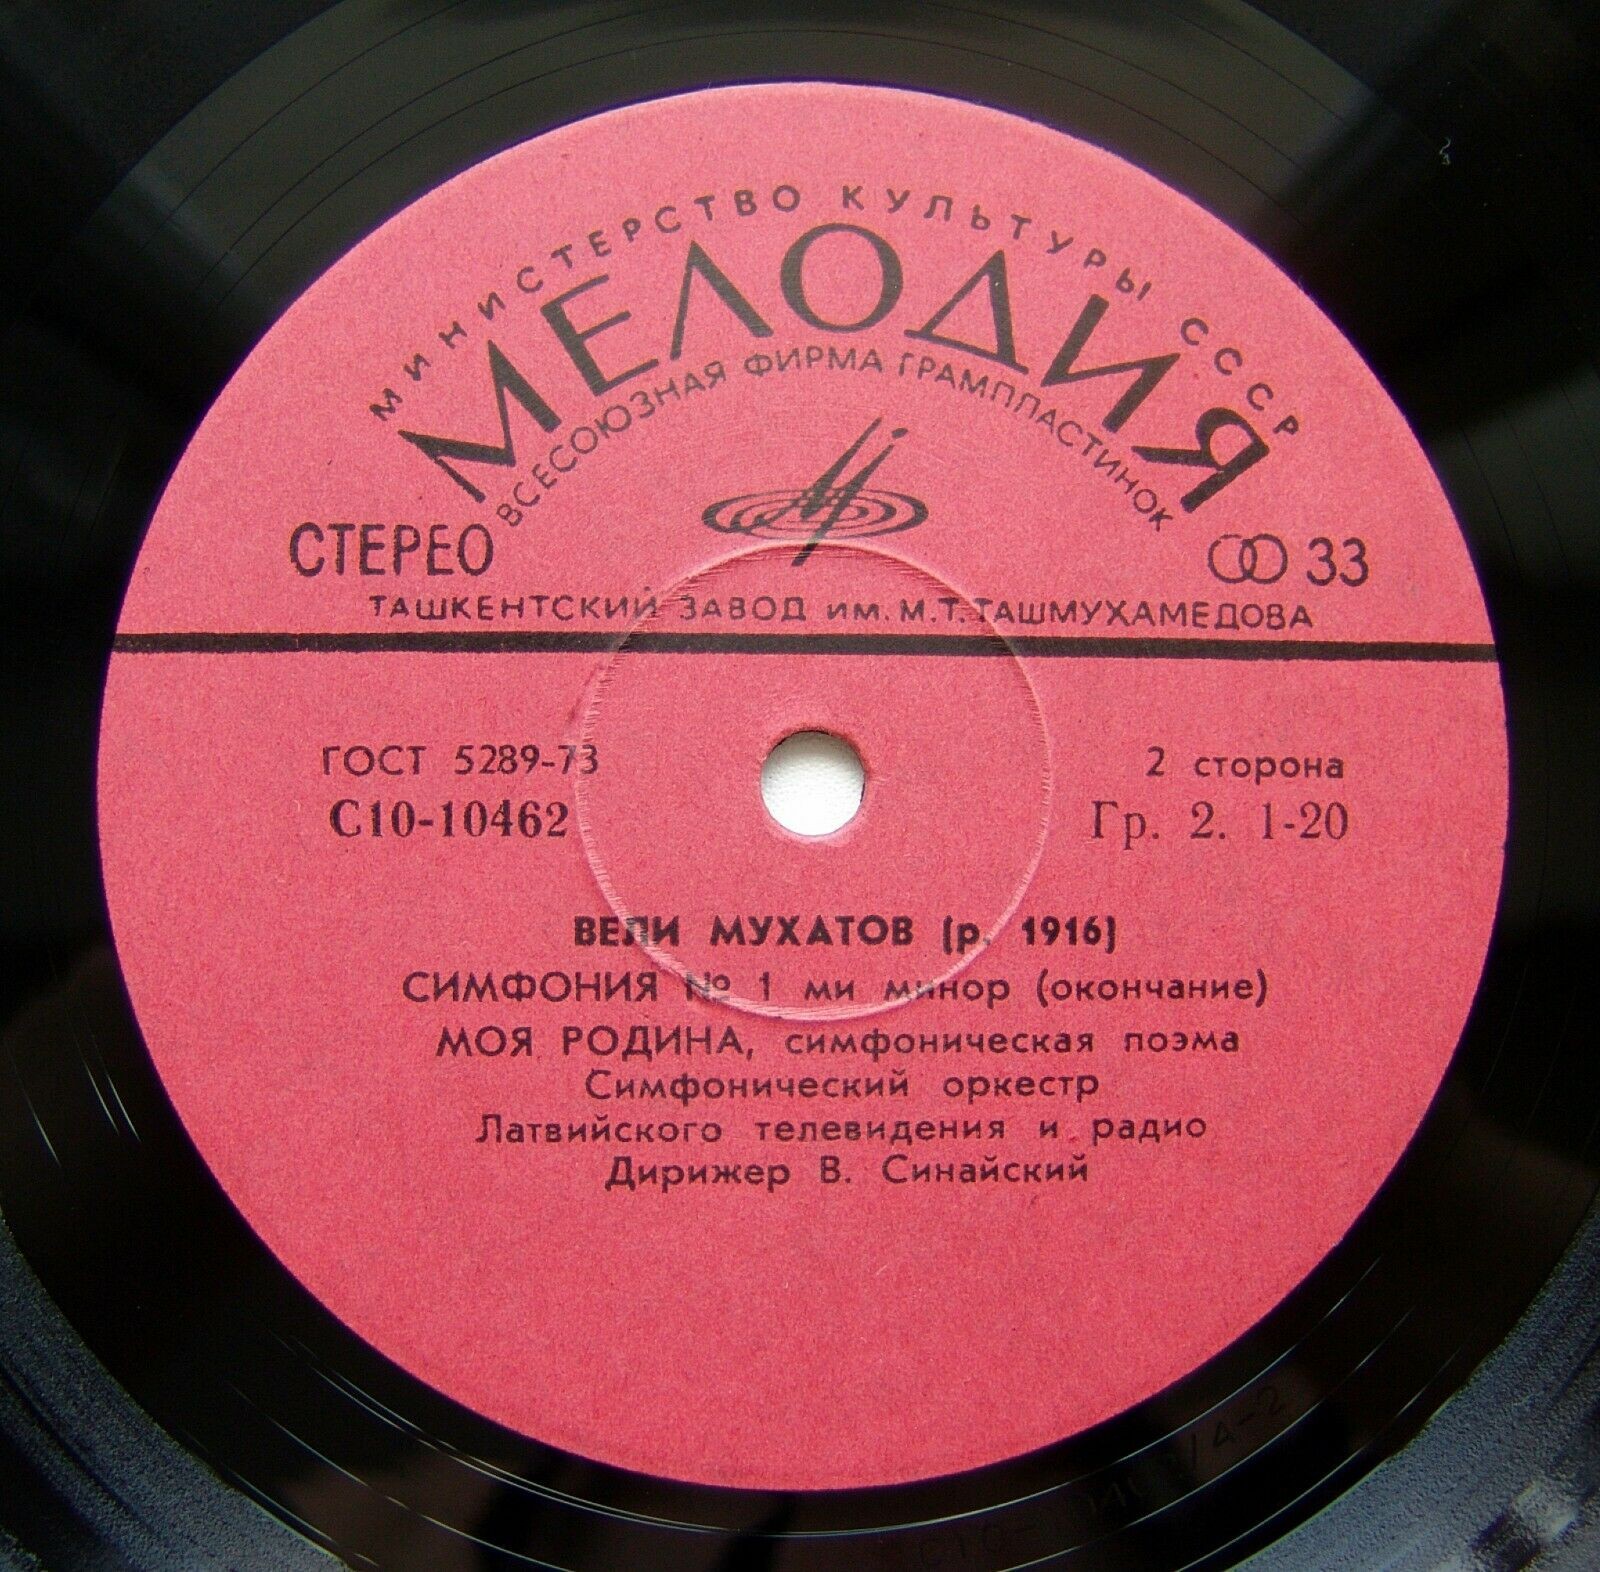 МИНИСТЕРСТВО КУЛЬТУРЫ СССР
МЕЛОДИЯ
ВСЕСОЮЗНАЯ ФИРМА ГРАМПЛАСТИНОК
СТЕРЕО 33
ТАШКЕНТСКИЙ ЗАВОД им. М.Т. ТАШМУХАМЕДОВА
ГОСТ 5289-73 2 сторона
С10-10462 Гр. 2. 1-20
ВЕЛИ МУХАТОВ (р. 1916)
СИМФОНИЯ № 1 ми минор (окончание)
МОЯ РОДИНА, симфоническая поэма
Симфонический оркестр
Латвийского телевидения и радио
Дирижер В. Синайский